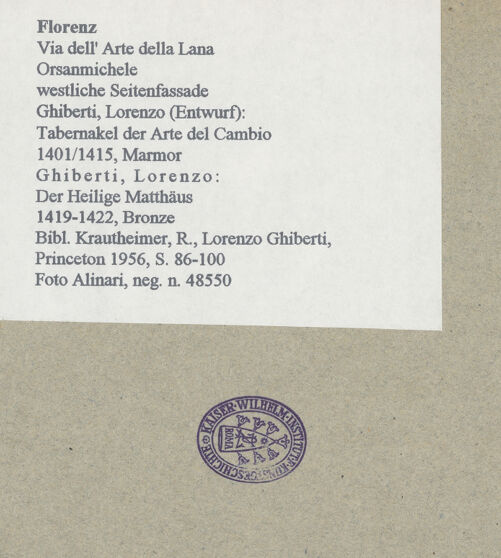 Florenz
Via dell' Arte della Lana
Orsanmichele
westliche Seitenfassade
Ghiberti, Lorenzo (Entwurf):
Tabernakel der Arte del Cambio
1401/1415, Marmor
Ghiberti, Lorenzo:
Der Heilige Matthäus
1419-1422, Bronze
Bibl. Krautheimer, R., Lorenzo Ghiberti,
Princeton 1956, S. 86-100
Foto Alinari, neg. n. 48550
KAISER-WILHELM-INSTITUT F. KUNSTGESCHICHTE
ROMA